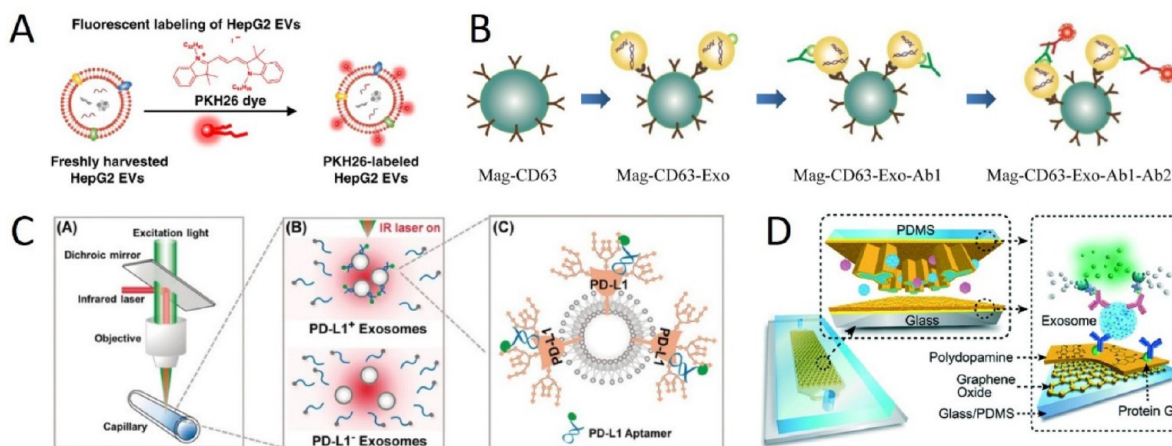 A
Fluorescent labeling of HepG2 EVs
PKH26 dye
Freshly harvested
HepG2 EVs
PKH26-labeled
HepG2 EVs
B
Mag-CD63
Mag-CD63-Exo
Mag-CD63-Exo-Ab1
Mag-CD63-Exo-Ab1-Ab2
C
(A)
Excitation light
Dichroic mirror
Infrared laser
Objective
Capillary
(B)
IR laser on
PD-L1⁺ Exosomes
PD-L1⁻ Exosomes
(C)
PD-L1
PD-L1
PD-L1
PD-L1 Aptamer
D
PDMS
Glass
Exosome
Polydopamine
Graphene
Oxide
Glass/PDMS
Protein G